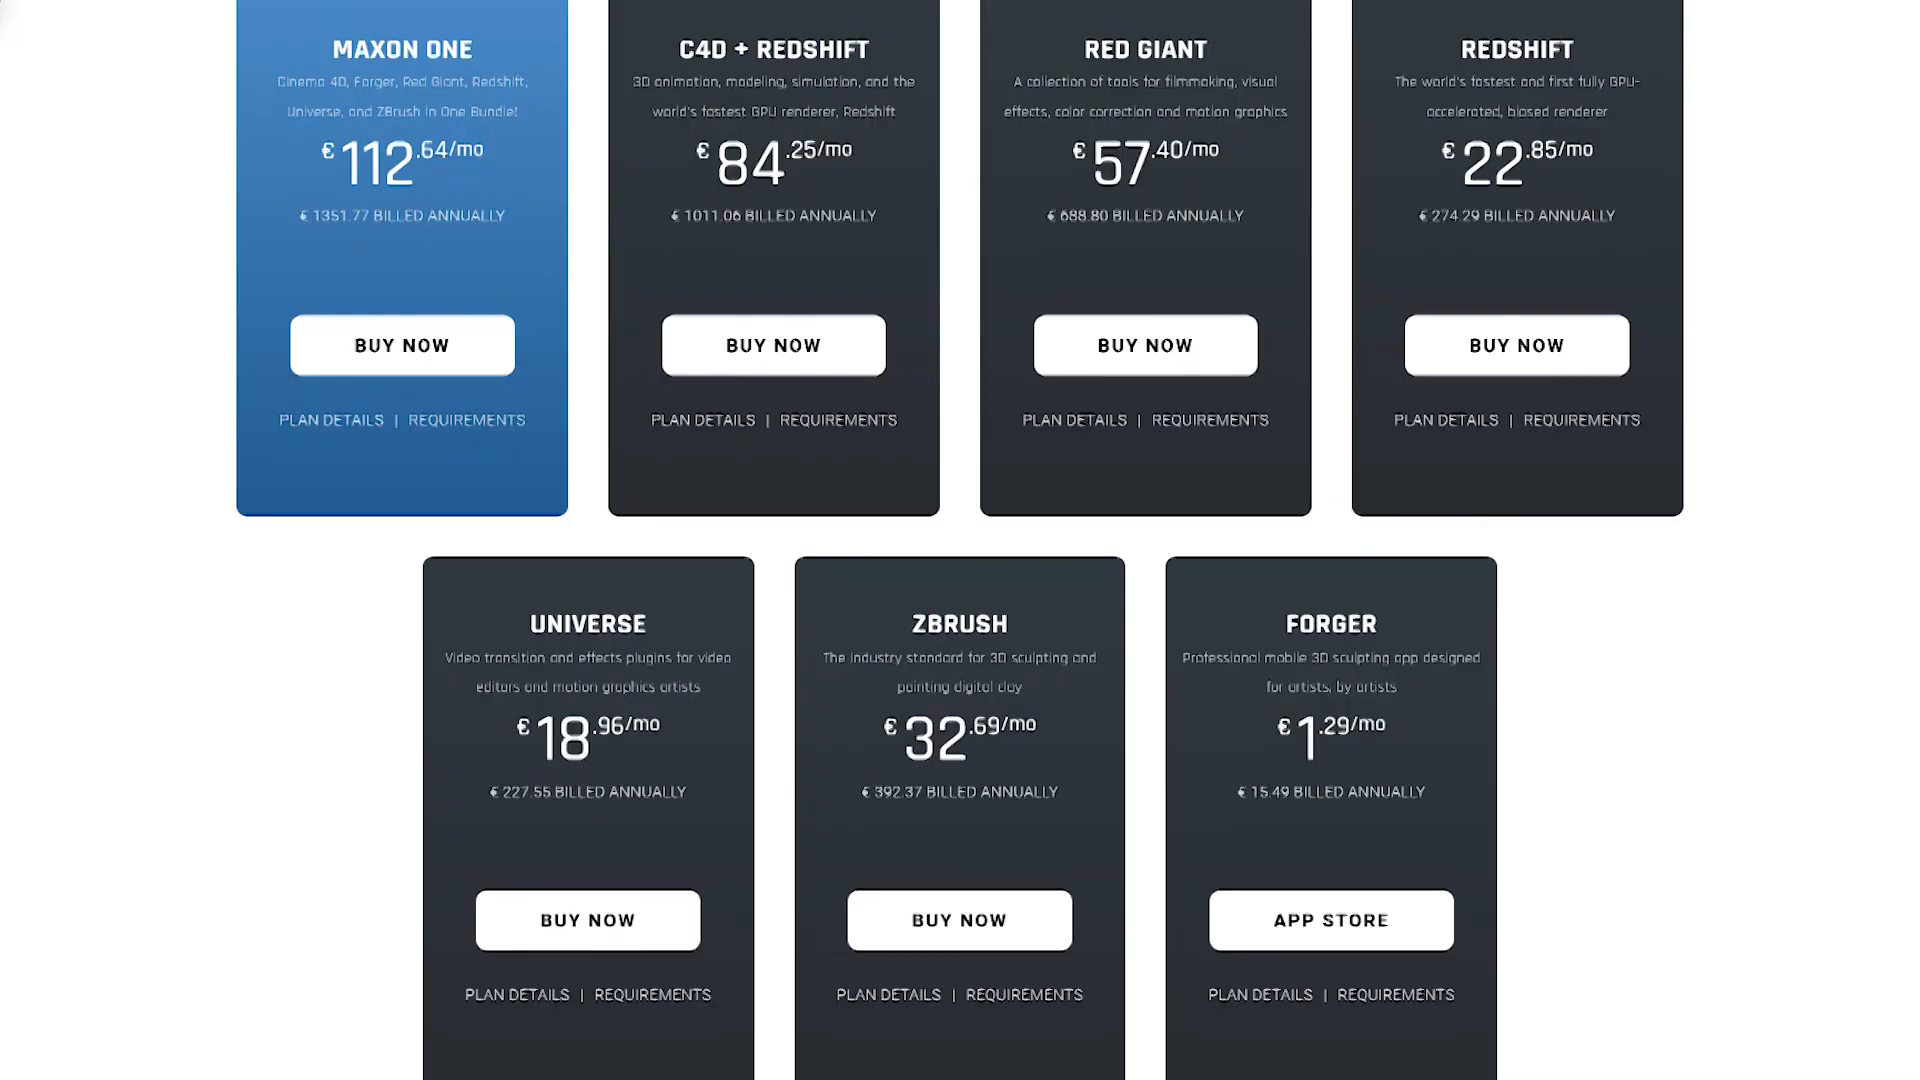 MAXON ONE
Cinema 4D, Forger, Red Giant, Redshift,
Universe, and ZBrush in One Bundle!
€ 112.64/mo
€ 1351.77 BILLED ANNUALLY
BUY NOW
PLAN DETAILS | REQUIREMENTS
C4D + REDSHIFT
3D animation, modeling, simulation, and the
world's fastest GPU renderer, Redshift
€ 84.25/mo
€ 1011.06 BILLED ANNUALLY
BUY NOW
PLAN DETAILS | REQUIREMENTS
RED GIANT
A collection of tools for filmmaking, visual
effects, color correction and motion graphics
€ 57.40/mo
€ 688.80 BILLED ANNUALLY
BUY NOW
PLAN DETAILS | REQUIREMENTS
REDSHIFT
The world's fastest and first fully GPU-
accelerated, biased renderer
€ 22.85/mo
€ 274.29 BILLED ANNUALLY
BUY NOW
PLAN DETAILS | REQUIREMENTS
UNIVERSE
Video transition and effects plugins for video
editors and motion graphics artists
€ 18.96/mo
€ 227.55 BILLED ANNUALLY
BUY NOW
PLAN DETAILS | REQUIREMENTS
ZBRUSH
The industry standard for 3D sculpting and
painting digital clay
€ 32.69/mo
€ 392.37 BILLED ANNUALLY
BUY NOW
PLAN DETAILS | REQUIREMENTS
FORGER
Professional mobile 3D sculpting app designed
for artists, by artists
€ 1.29/mo
€ 15.49 BILLED ANNUALLY
APP STORE
PLAN DETAILS | REQUIREMENTS